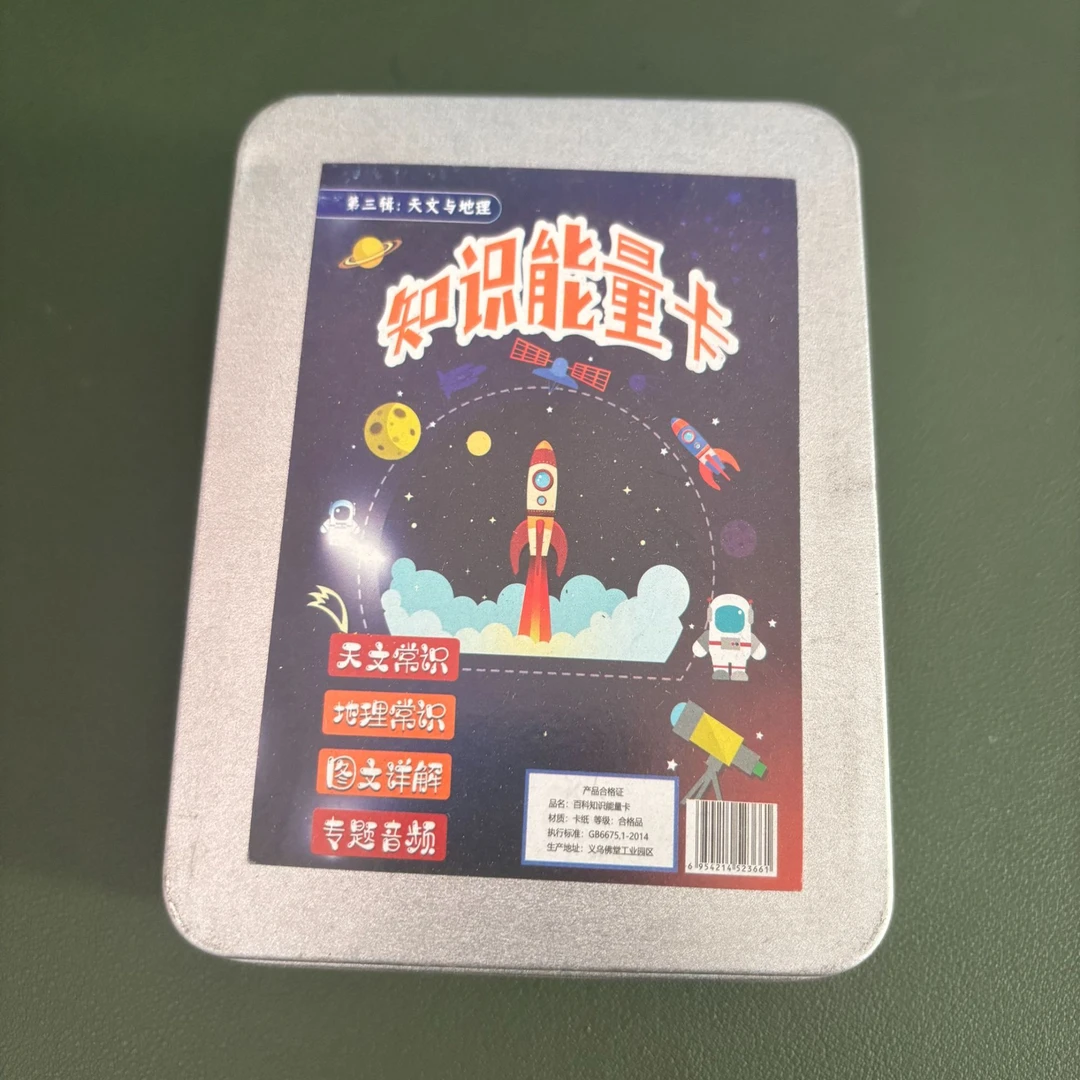 第三辑：天文与地理
知识能量卡
天文常识
地理常识
图文详解
专题音频
产品合格证
品名：百科知识能量卡
材质：卡纸 等级：合格品
执行标准：GB6675.1-2014
生产地址：义乌佛堂工业园区
6 954214 523661